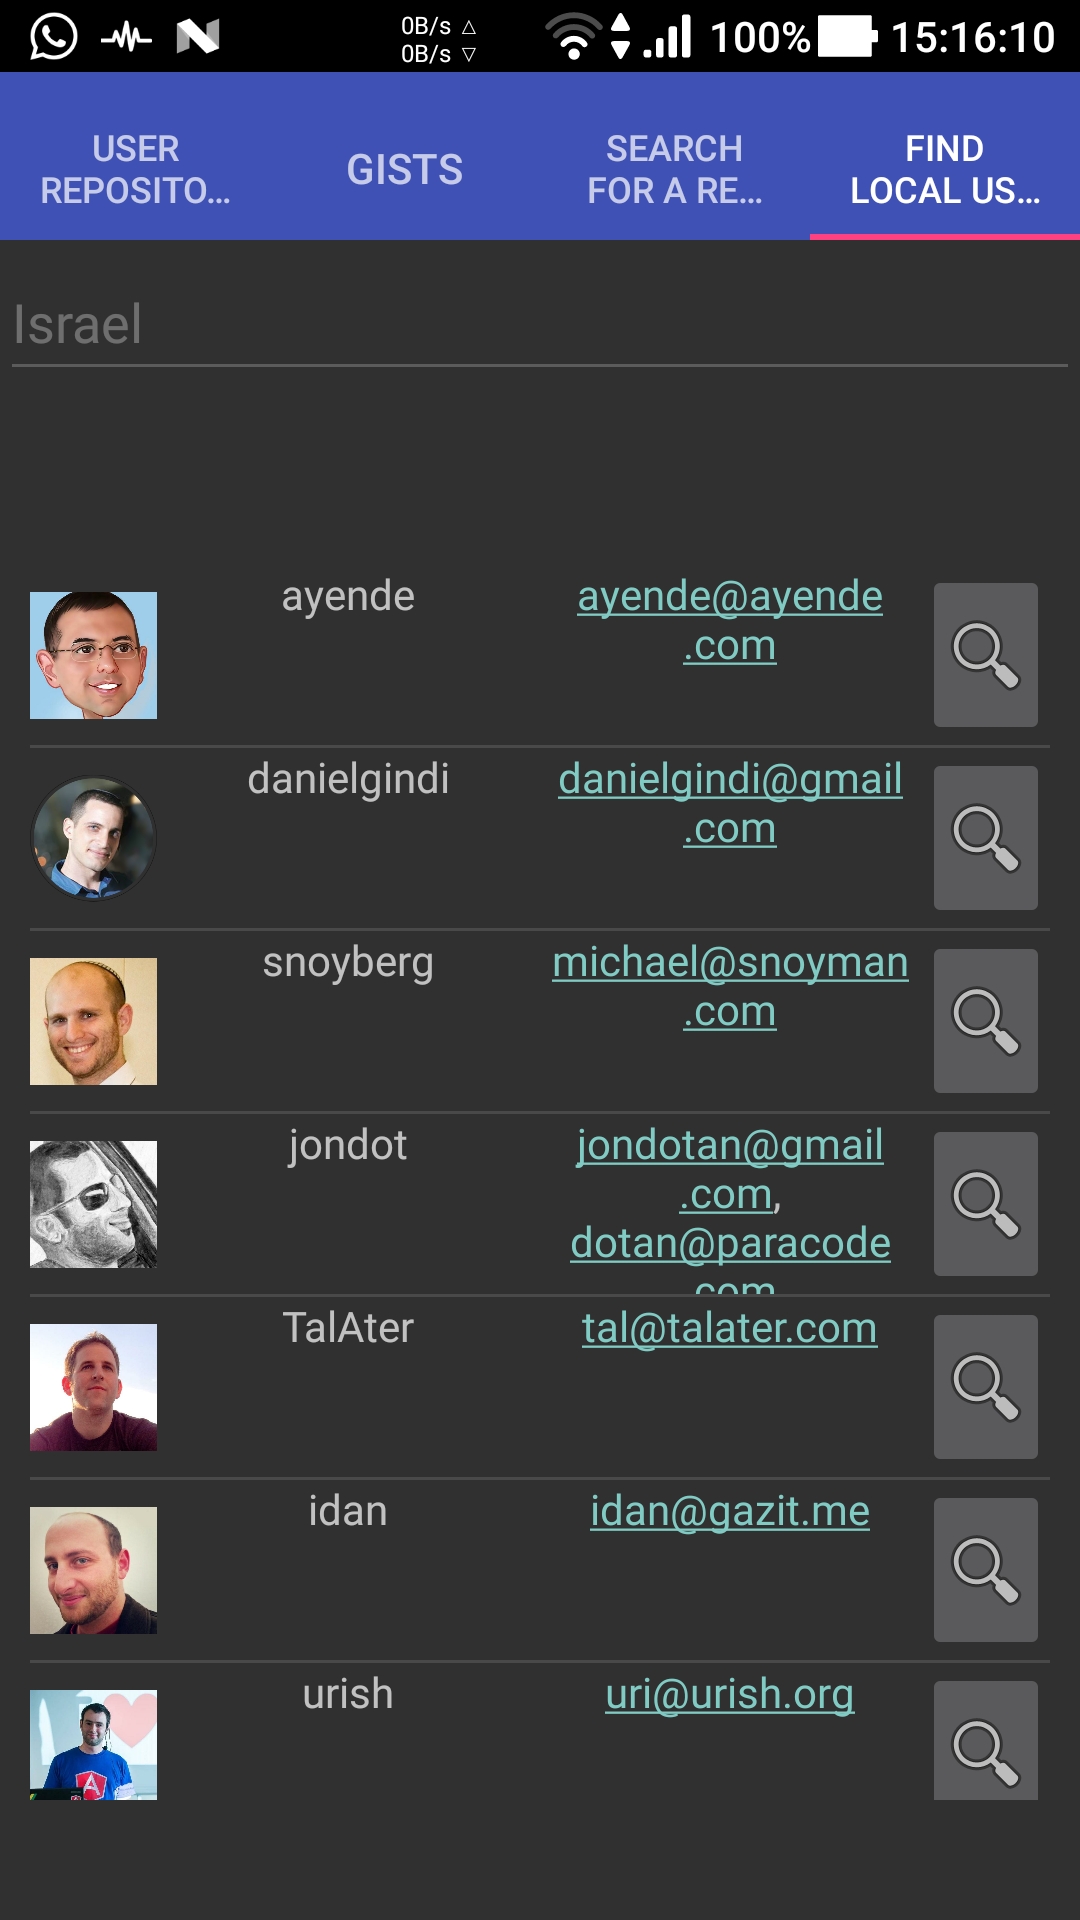 0B/s △
0B/s ▽
100%
15:16:10
USER
REPOSITO...
GISTS
SEARCH
FOR A RE...
FIND
LOCAL US...
Israel
ayende
ayende@ayende
.com
danielgindi
danielgindi@gmail
.com
snoyberg
michael@snoyman
.com
jondot
jondotan@gmail
.com,
dotan@paracode
.com
TalAter
tal@talater.com
idan
idan@gazit.me
urish
uri@urish.org